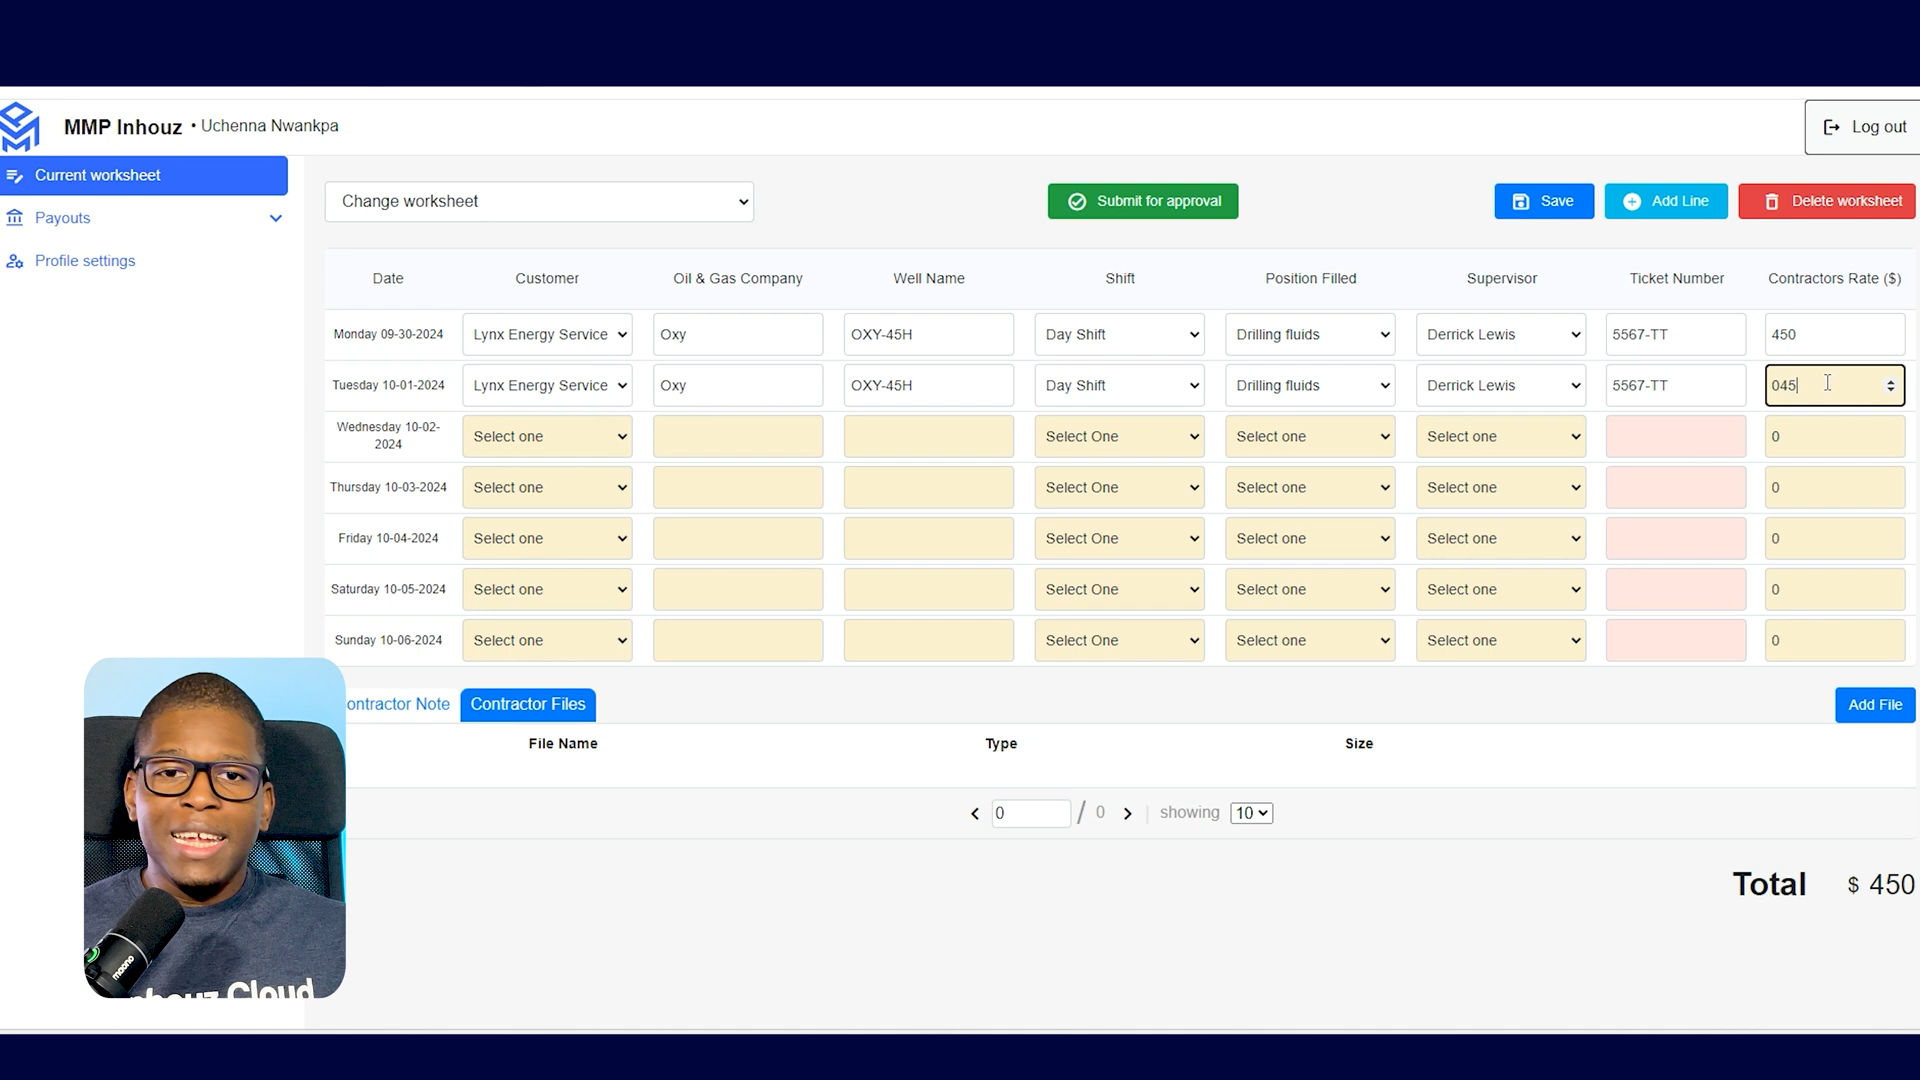 MMP Inhouz • Uchenna Nwankpa
Log out
Current worksheet
Payouts
Profile settings
Change worksheet
Submit for approval
Save
Add Line
Delete worksheet
Date Customer Oil & Gas Company Well Name Shift Position Filled Supervisor Ticket Number Contractors Rate ($)
Monday 09-30-2024 Lynx Energy Service Oxy OXY-45H Day Shift Drilling fluids Derrick Lewis 5567-TT 450
Tuesday 10-01-2024 Lynx Energy Service Oxy OXY-45H Day Shift Drilling fluids Derrick Lewis 5567-TT 045
Wednesday 10-02-
2024
Select one Select One Select one Select one 0
Thursday 10-03-2024 Select one Select One Select one Select one 0
Friday 10-04-2024 Select one Select One Select one Select one 0
Saturday 10-05-2024 Select one Select One Select one Select one 0
Sunday 10-06-2024 Select one Select One Select one Select one 0
ontractor Note
Contractor Files
Add File
File Name Type Size
0 / 0 showing 10
Total $ 450
maono
nhouz Cloud